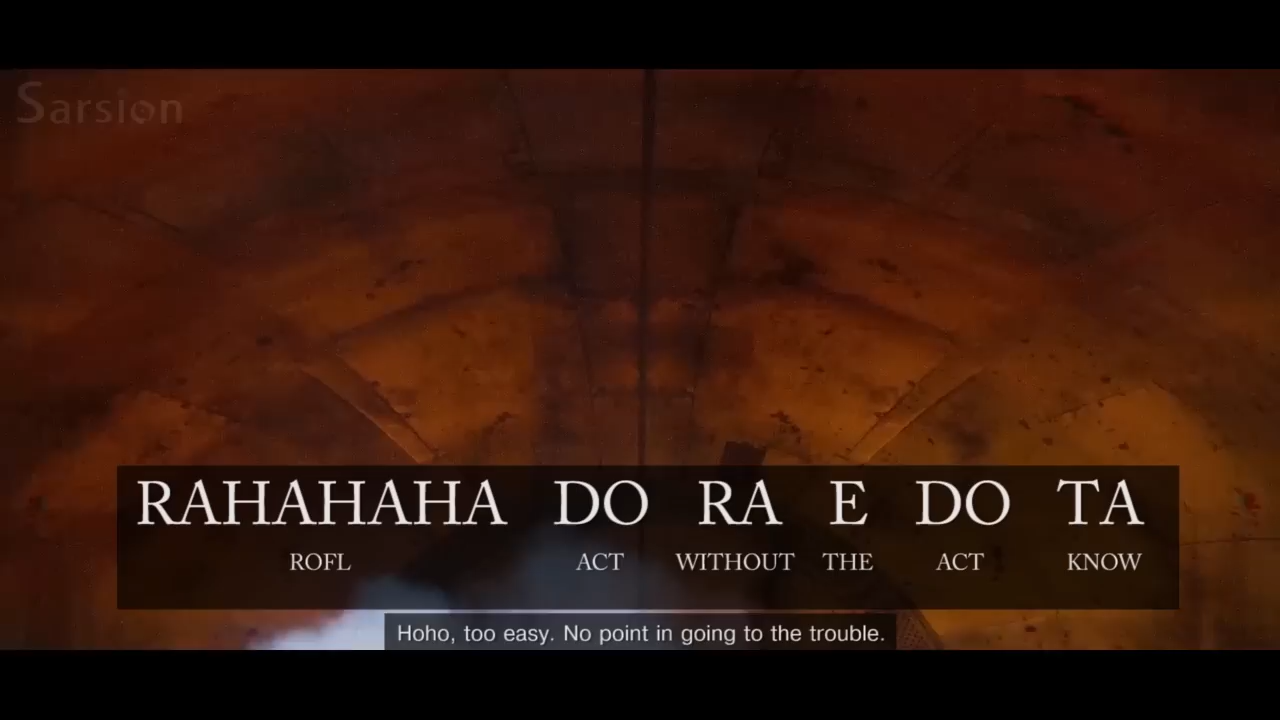 Sarsion
RAHAHAHA DO RA E DO TA
ROFL ACT WITHOUT THE ACT KNOW
Hoho, too easy. No point in going to the trouble.